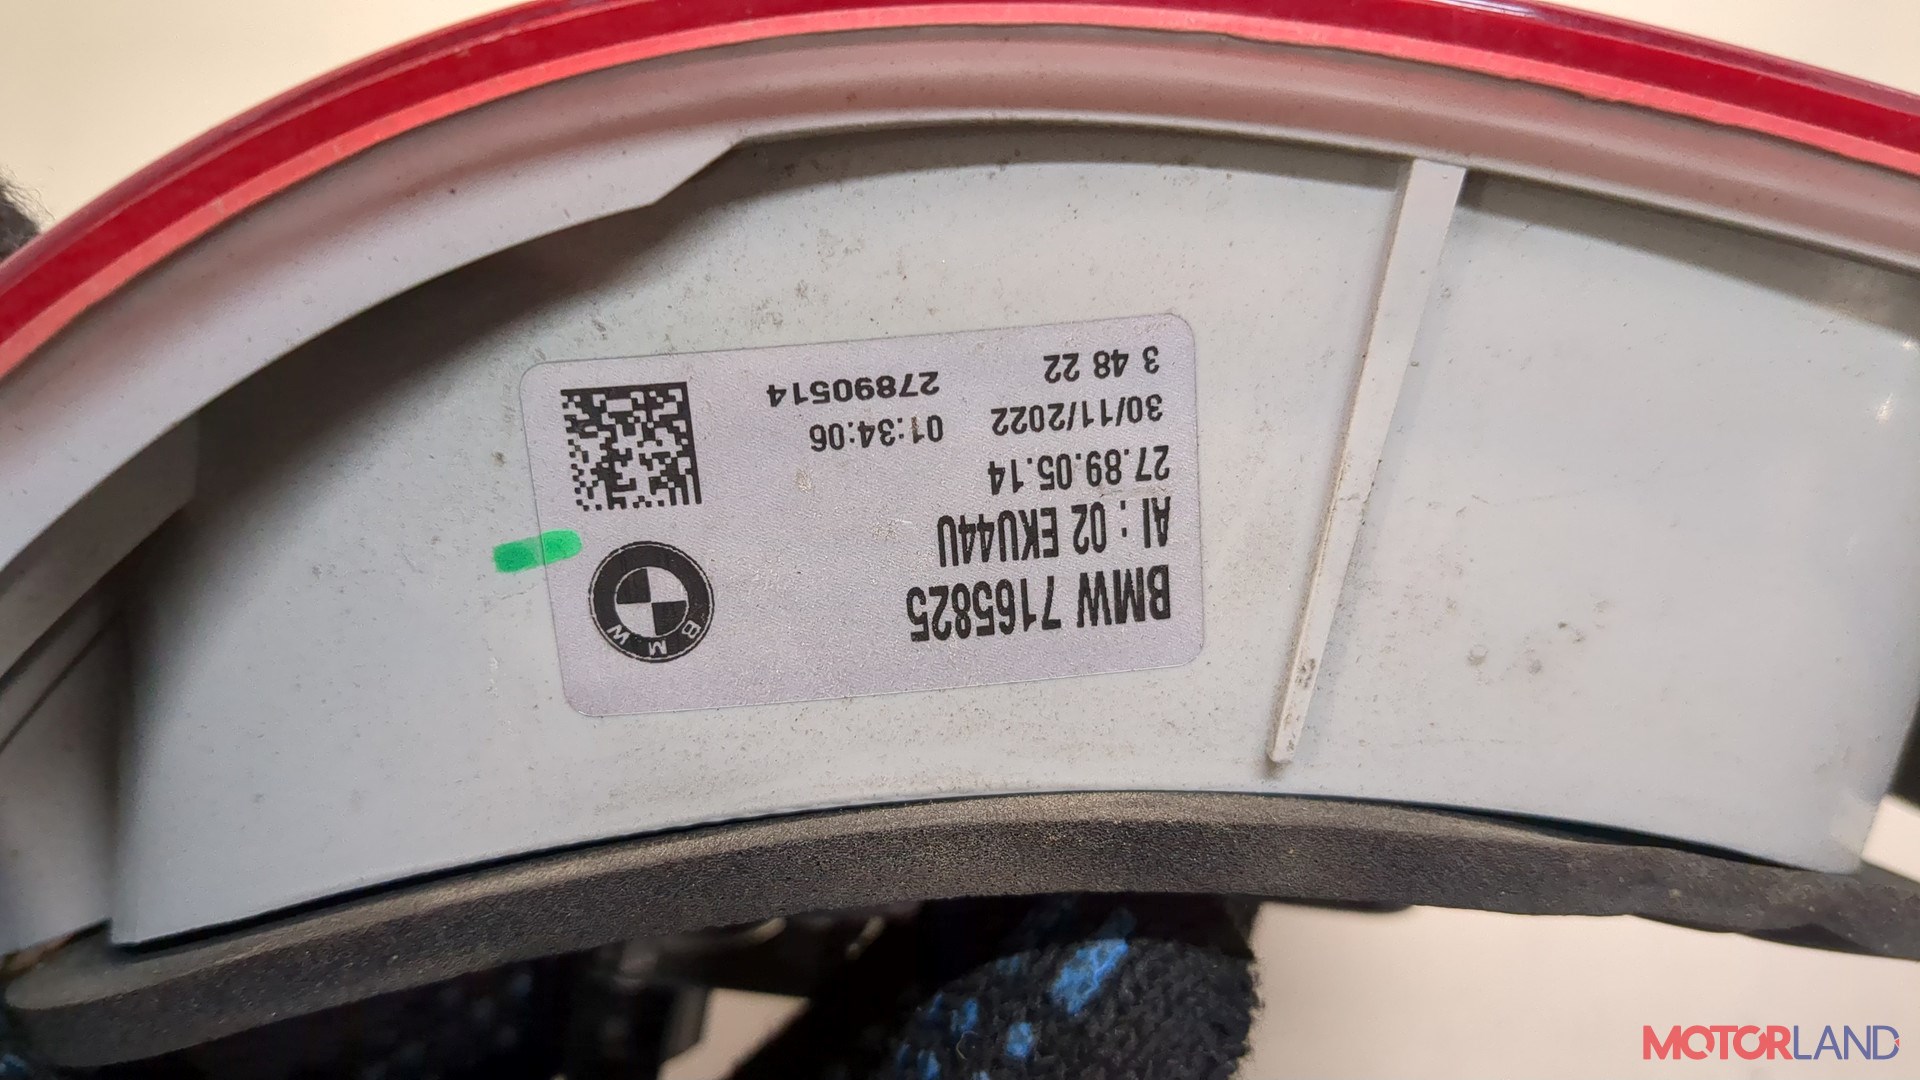 BMW 7165825
AI : 02 EKU44U
27.89.05.14
30/11/2022 01:34:06
3 48 22 27890514
BMW
MOTORLAND